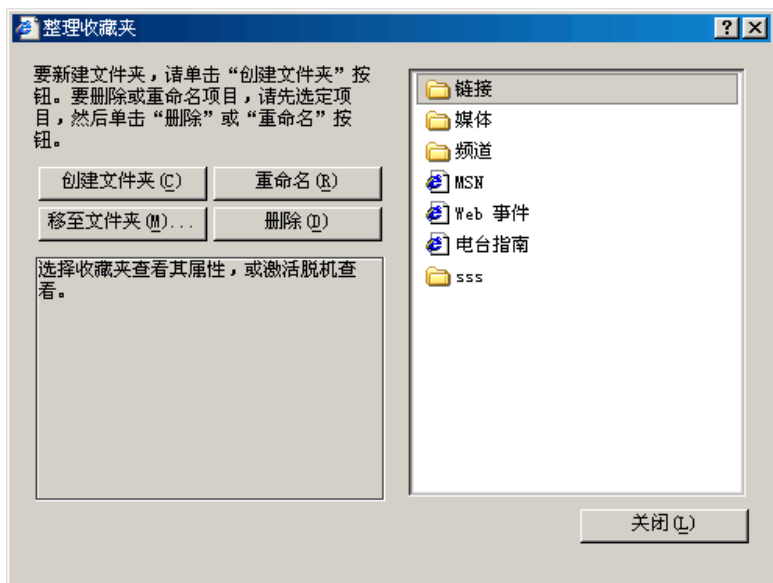 整理收藏夹
要新建文件夹，请单击“创建文件夹”按
钮。要删除或重命名项目，请先选定项
目，然后单击“删除”或“重命名”按
钮。
创建文件夹(C)
重命名(R)
移至文件夹(M)...
删除(D)
选择收藏夹查看其属性，或激活脱机查
看。
链接
媒体
频道
MSN
Web 事件
电台指南
sss
关闭(L)